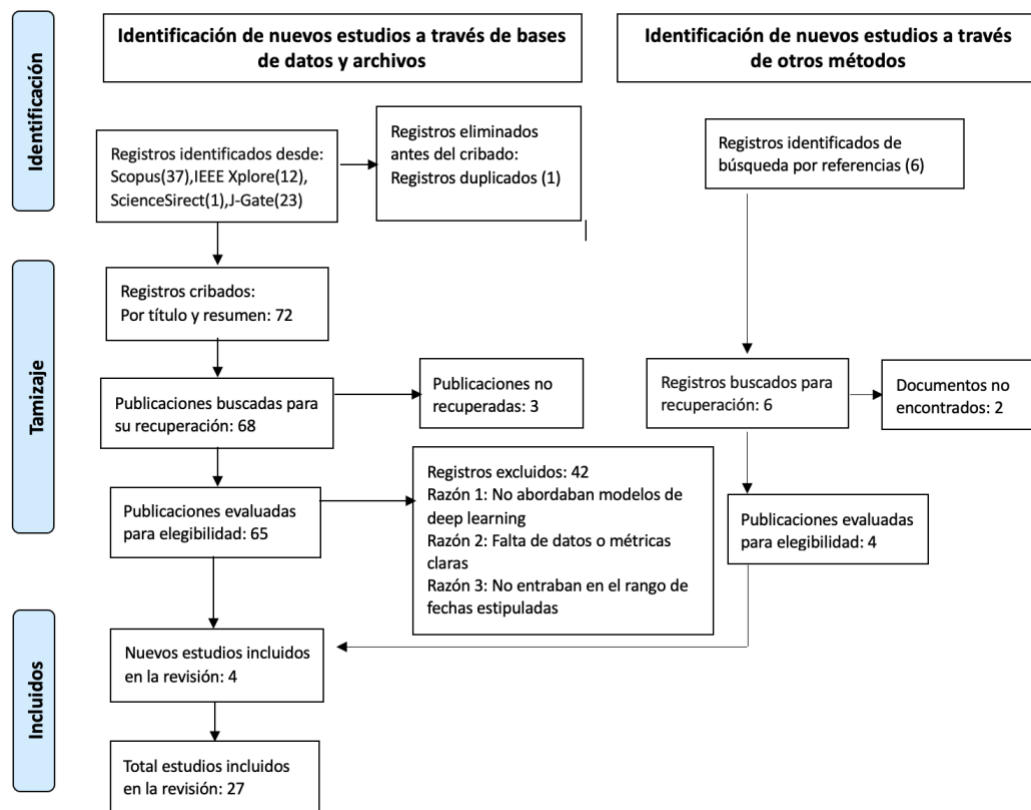 Identificación de nuevos estudios a través de bases
de datos y archivos
Identificación de nuevos estudios a través
de otros métodos
Identificación
Registros identificados desde:
Scopus(37),IEEE Xplore(12),
ScienceSirect(1),J-Gate(23)
Registros eliminados
antes del cribado:
Registros duplicados (1)
Registros identificados de
búsqueda por referencias (6)
Tamizaje
Registros cribados:
Por título y resumen: 72
Publicaciones buscadas para
su recuperación: 68
Publicaciones no
recuperadas: 3
Registros buscados para
recuperación: 6
Documentos no
encontrados: 2
Publicaciones evaluadas
para elegibilidad: 65
Registros excluidos: 42
Razón 1: No abordaban modelos de
deep learning
Razón 2: Falta de datos o métricas
claras
Razón 3: No entraban en el rango de
fechas estipuladas
Publicaciones evaluadas
para elegibilidad: 4
Incluidos
Nuevos estudios incluidos
en la revisión: 4
Total estudios incluidos
en la revisión: 27